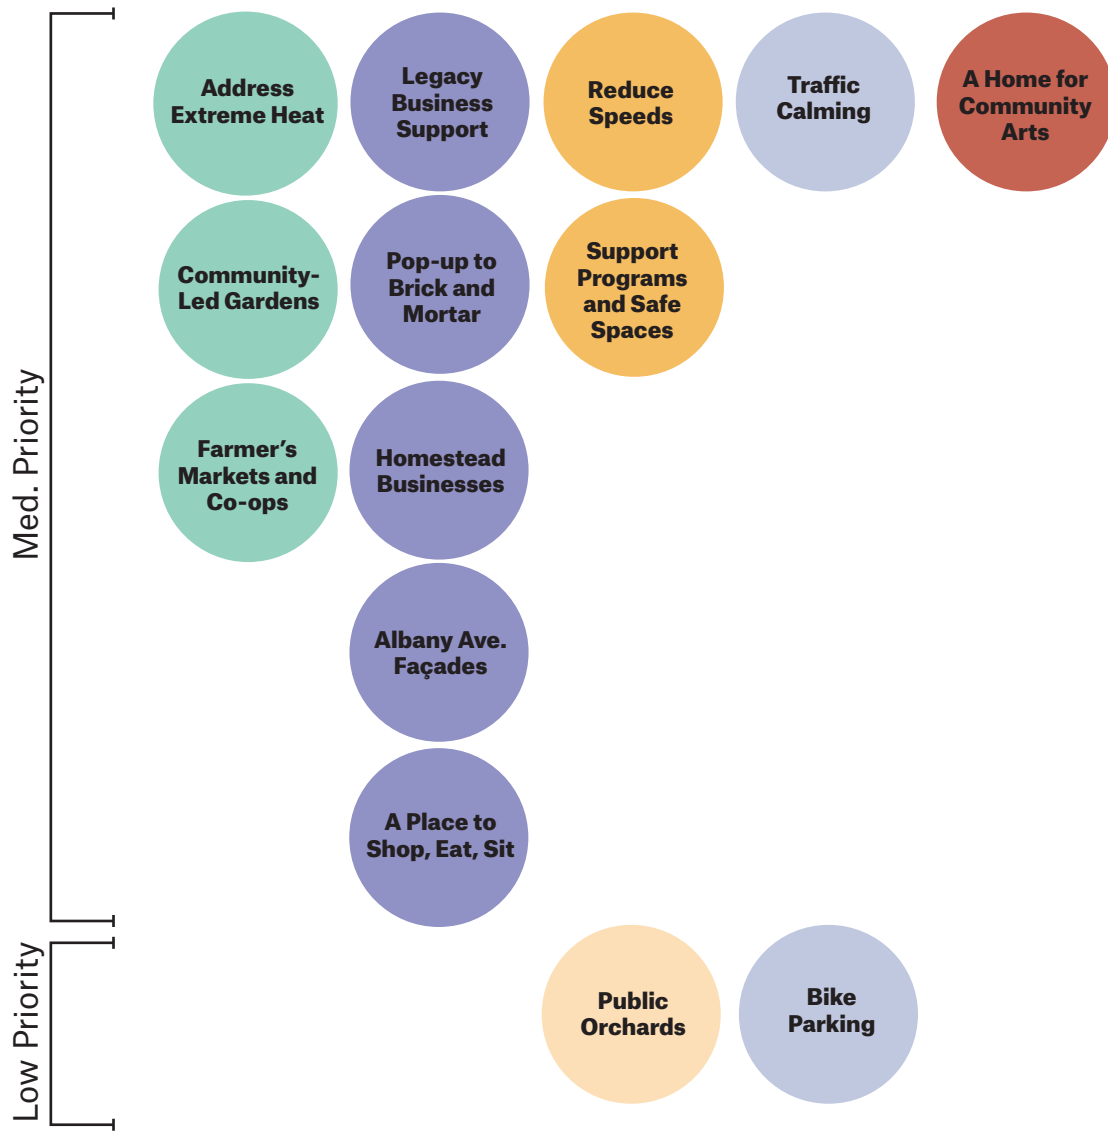 Med. Priority
Address
Extreme Heat
Legacy
Business
Support
Reduce
Speeds
Traffic
Calming
A Home for
Community
Arts
Community-
Led Gardens
Pop-up to
Brick and
Mortar
Support
Programs
and Safe
Spaces
Farmer’s
Markets and
Co-ops
Homestead
Businesses
Albany Ave.
Façades
A Place to
Shop, Eat, Sit
Low Priority
Public
Orchards
Bike
Parking